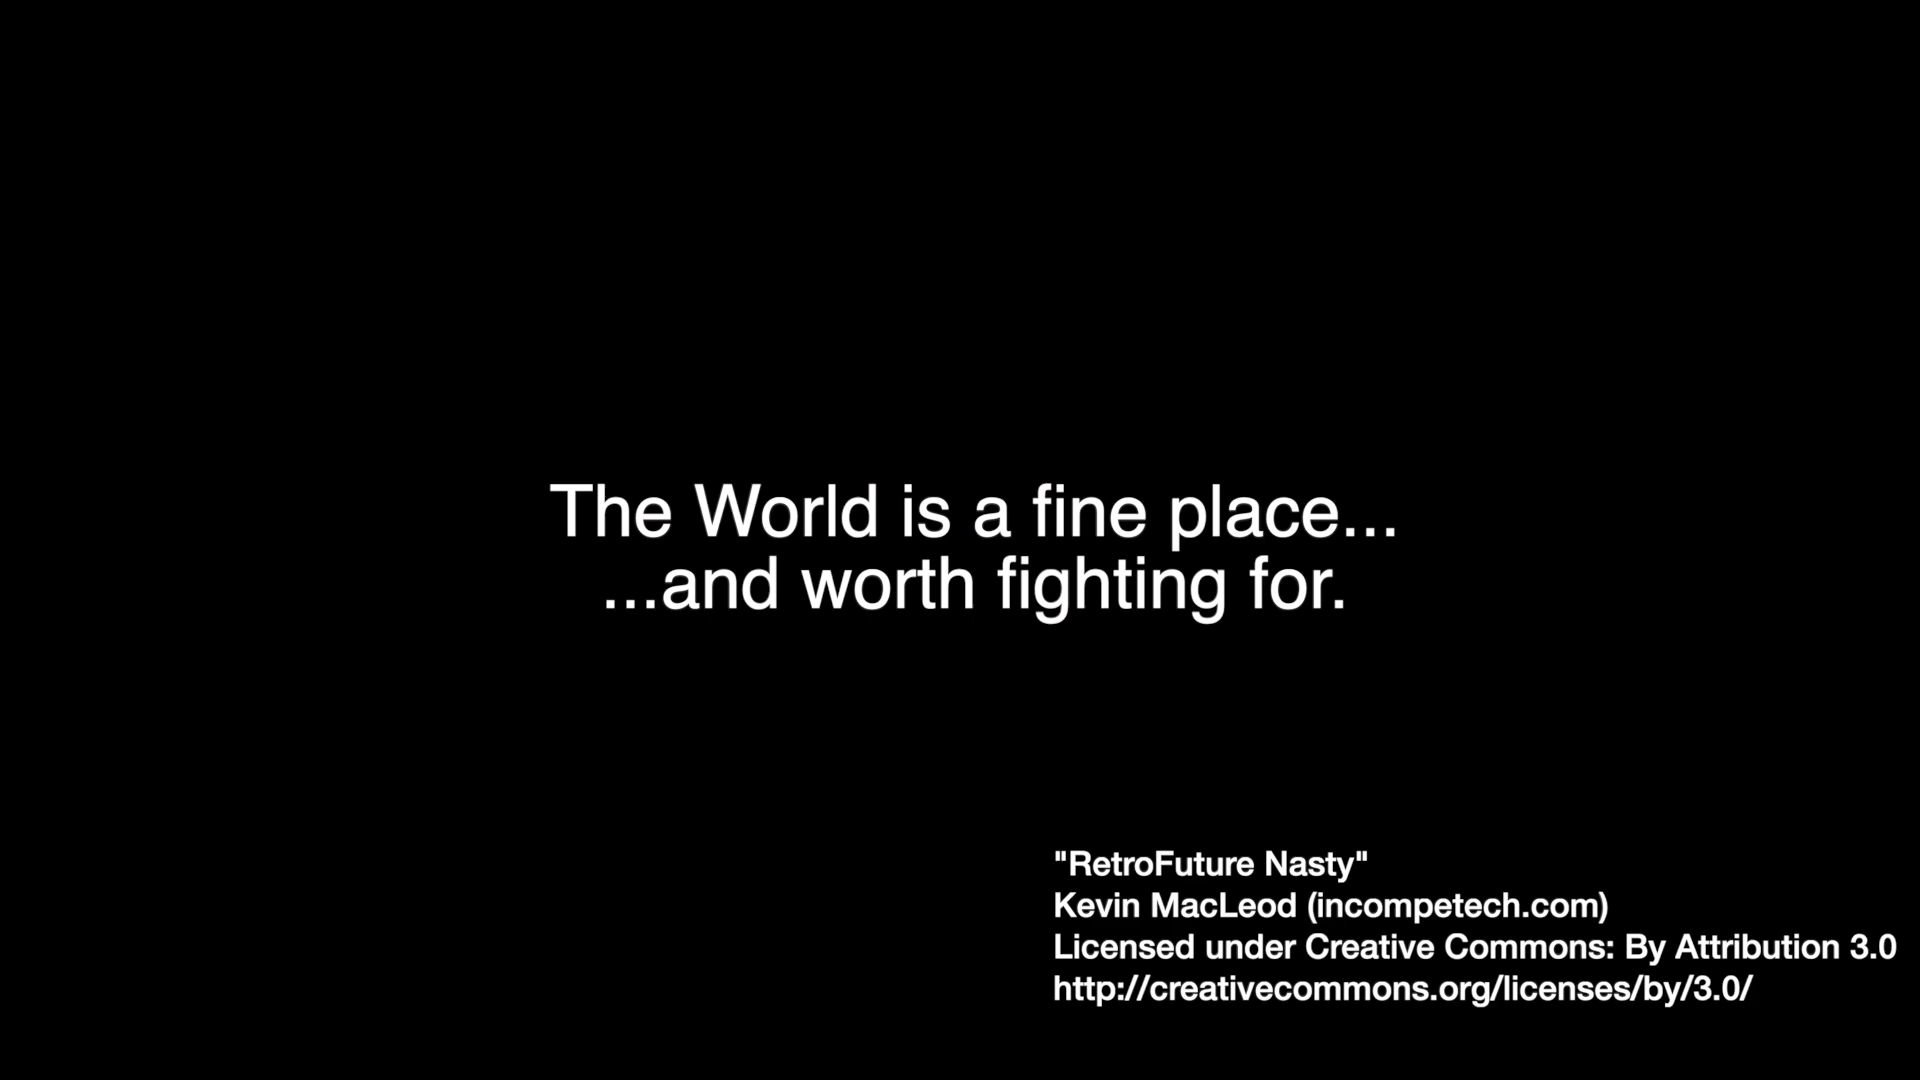 The World is a fine place...
...and worth fighting for.
"RetroFuture Nasty"
Kevin MacLeod (incompetech.com)
Licensed under Creative Commons: By Attribution 3.0
http://creativecommons.org/licenses/by/3.0/